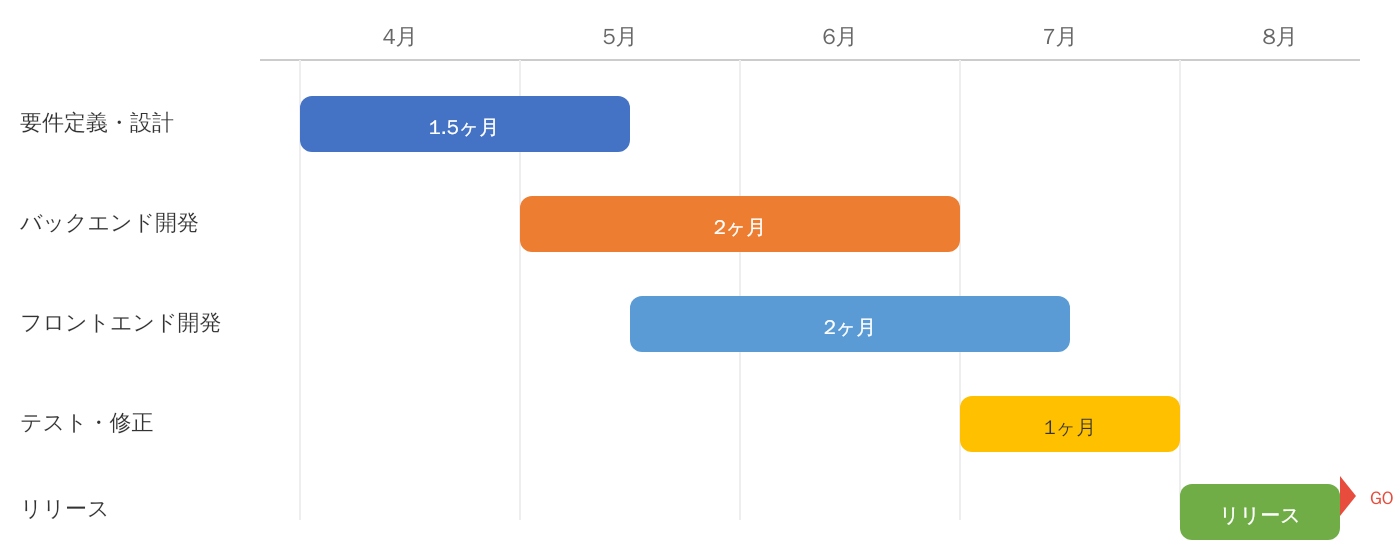 4月 5月 6月 7月 8月
要件定義・設計 1.5ヶ月
バックエンド開発 2ヶ月
フロントエンド開発 2ヶ月
テスト・修正 1ヶ月
リリース リリース GO